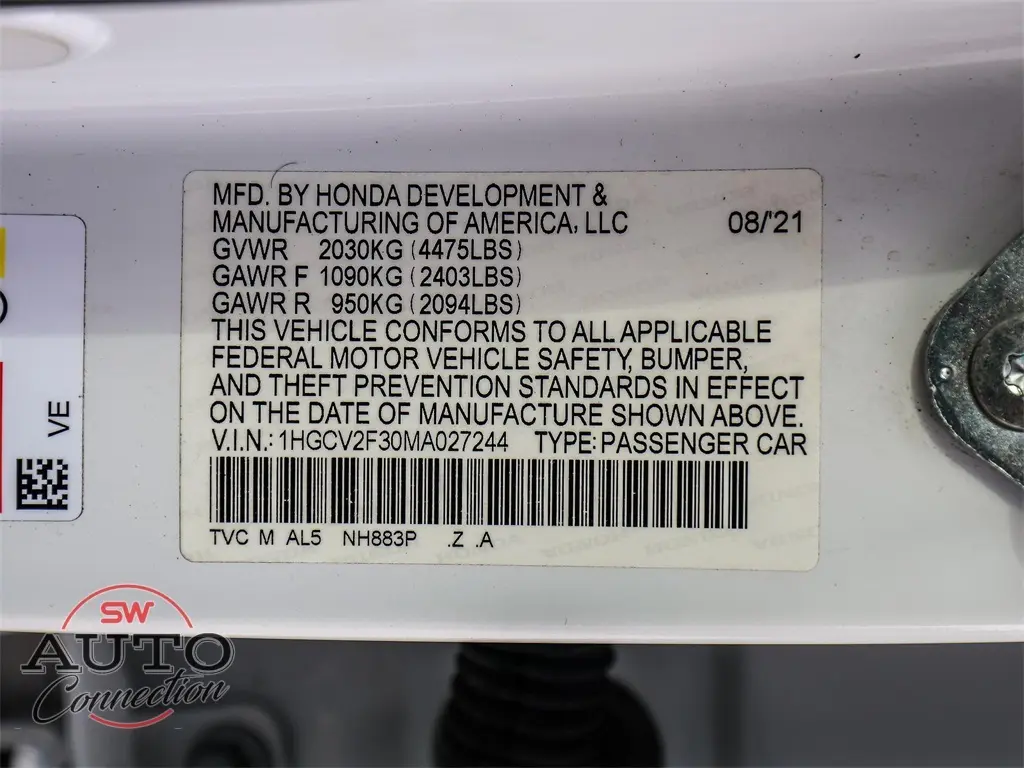 MFD. BY HONDA DEVELOPMENT &
MANUFACTURING OF AMERICA, LLC 08/'21
GVWR 2030KG (4475LBS)
GAWR F 1090KG (2403LBS)
GAWR R 950KG (2094LBS)
THIS VEHICLE CONFORMS TO ALL APPLICABLE
FEDERAL MOTOR VEHICLE SAFETY, BUMPER,
AND THEFT PREVENTION STANDARDS IN EFFECT
ON THE DATE OF MANUFACTURE SHOWN ABOVE.
V.I.N.: 1HGCV2F30MA027244 TYPE: PASSENGER CAR
TVC M AL5 NH883P .Z .A
VE
SW
AUTO
Connection